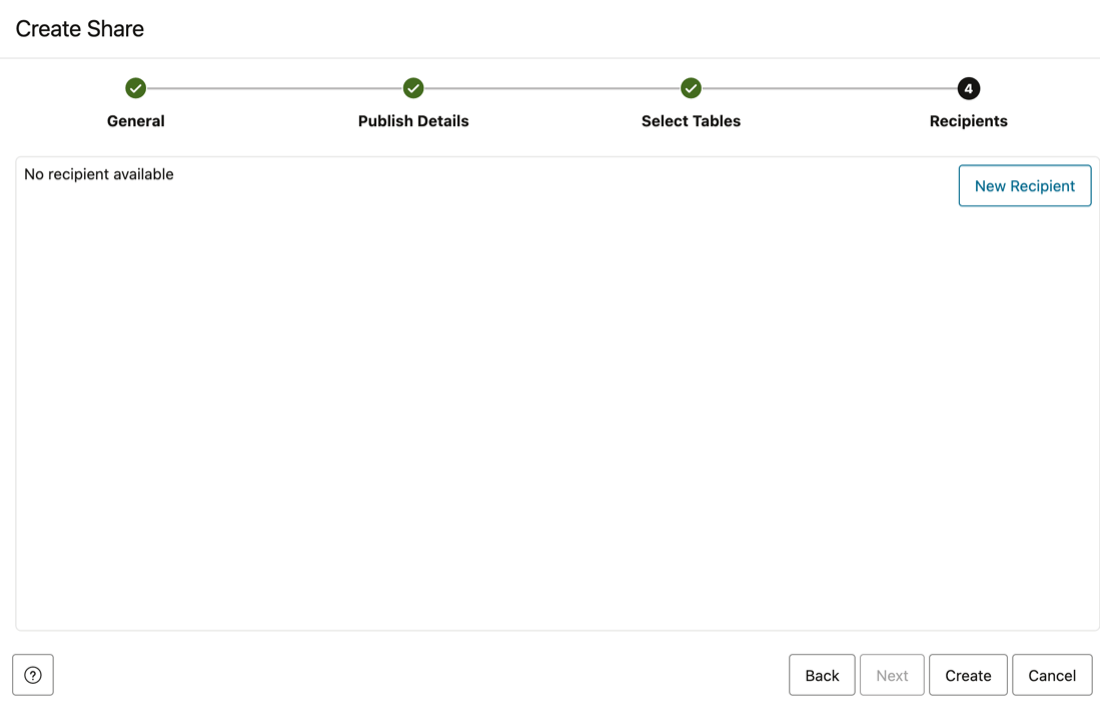 Create Share
4
General
Publish Details
Select Tables
Recipients
No recipient available
New Recipient
?
Back
Next
Create
Cancel